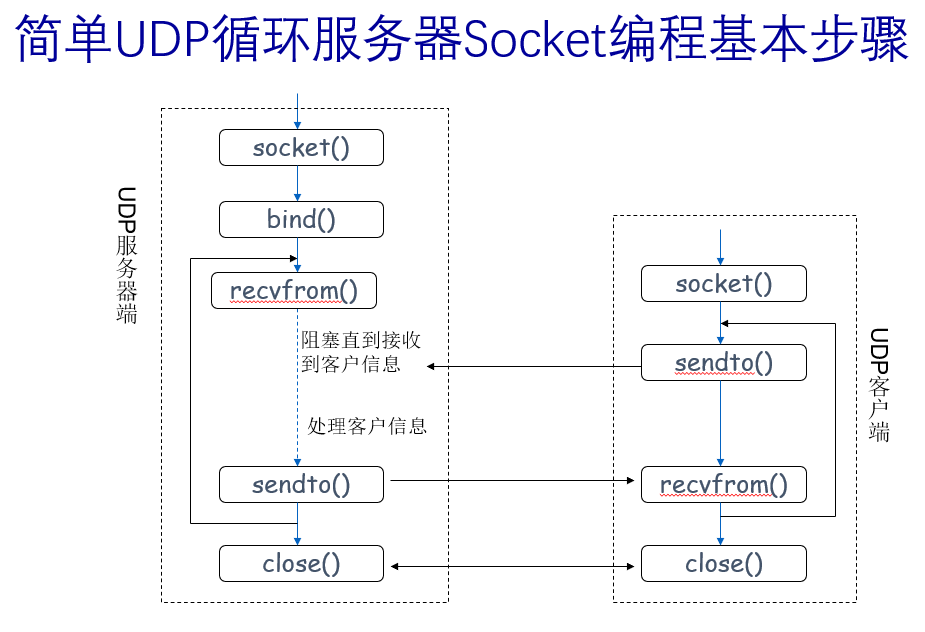 简单UDP循环服务器Socket编程基本步骤
UDP服务器端
socket()
bind()
recvfrom()
阻塞直到接收
到客户信息
处理客户信息
sendto()
close()
socket()
sendto()
recvfrom()
close()
UDP客户端